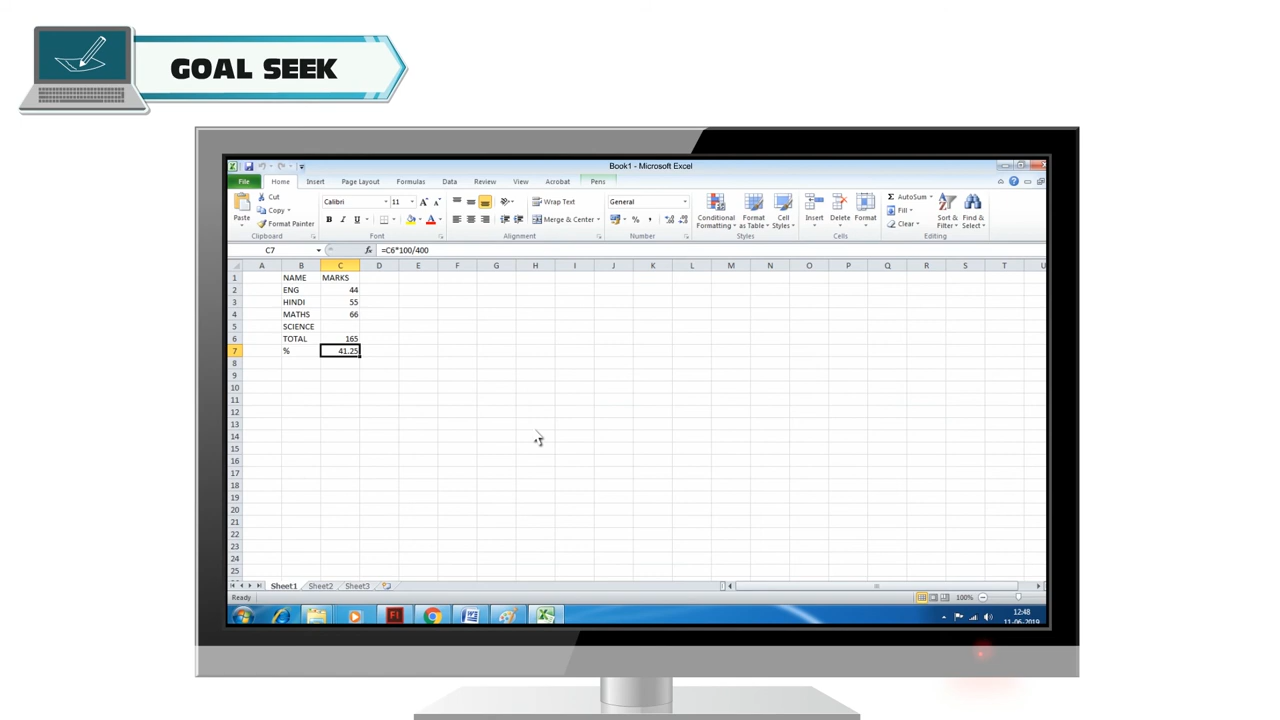 GOAL SEEK
Book1 - Microsoft Excel
File Home Insert Page Layout Formulas Data Review View Acrobat Pens
Paste
Cut
Copy
Format Painter
Clipboard
Calibri 11
B I U
Font
Wrap Text
Merge & Center
Alignment
General
% ,
Number
Conditional Formatting
Format as Table
Cell Styles
Styles
Insert Delete Format
Cells
Σ AutoSum
Fill
Clear
Sort & Filter
Find & Select
Editing
C7 fx =C6*100/400
A B C D E F G H I J K L M N O P Q R S T U
1 NAME MARKS
2 ENG 44
3 HINDI 55
4 MATHS 66
5 SCIENCE
6 TOTAL 165
7 % 41.25
8
9
10
11
12
13
14
15
16
17
18
19
20
21
22
23
24
25
Sheet1 Sheet2 Sheet3
Ready 100%
12:48
11-06-2019